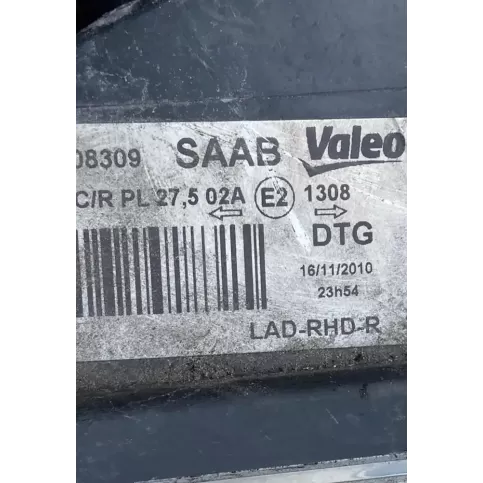 08309 SAAB Valeo
C/R PL 27,5 02A E2 1308
DTG
16/11/2010
23h54
LAD-RHD-R